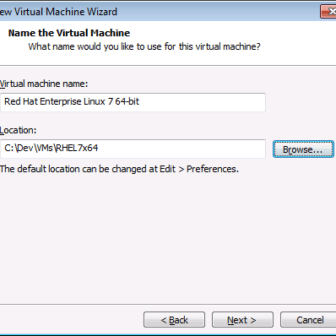 ew Virtual Machine Wizard
Name the Virtual Machine
What name would you like to use for this virtual machine?
Virtual machine name:
Red Hat Enterprise Linux 7 64-bit
Location:
C:\Dev\VMs\RHEL7x64
Browse...
The default location can be changed at Edit > Preferences.
< Back
Next >
Cancel